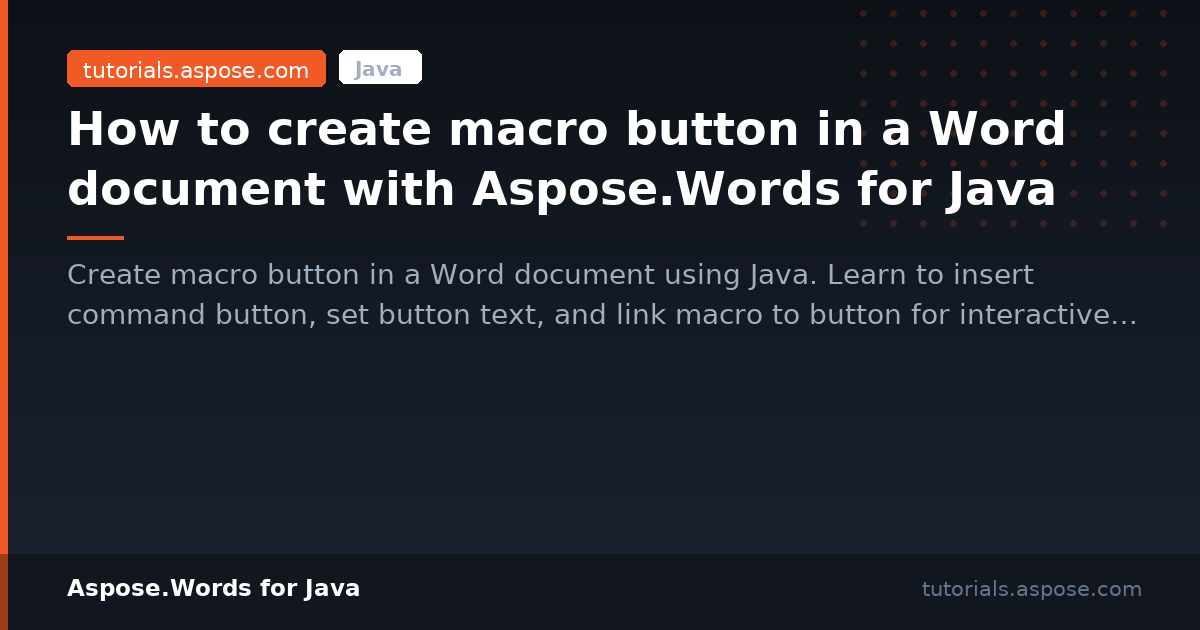 tutorials.aspose.com
Java
How to create macro button in a Word
document with Aspose.Words for Java
Create macro button in a Word document using Java. Learn to insert
command button, set button text, and link macro to button for interactive…
Aspose.Words for Java
tutorials.aspose.com